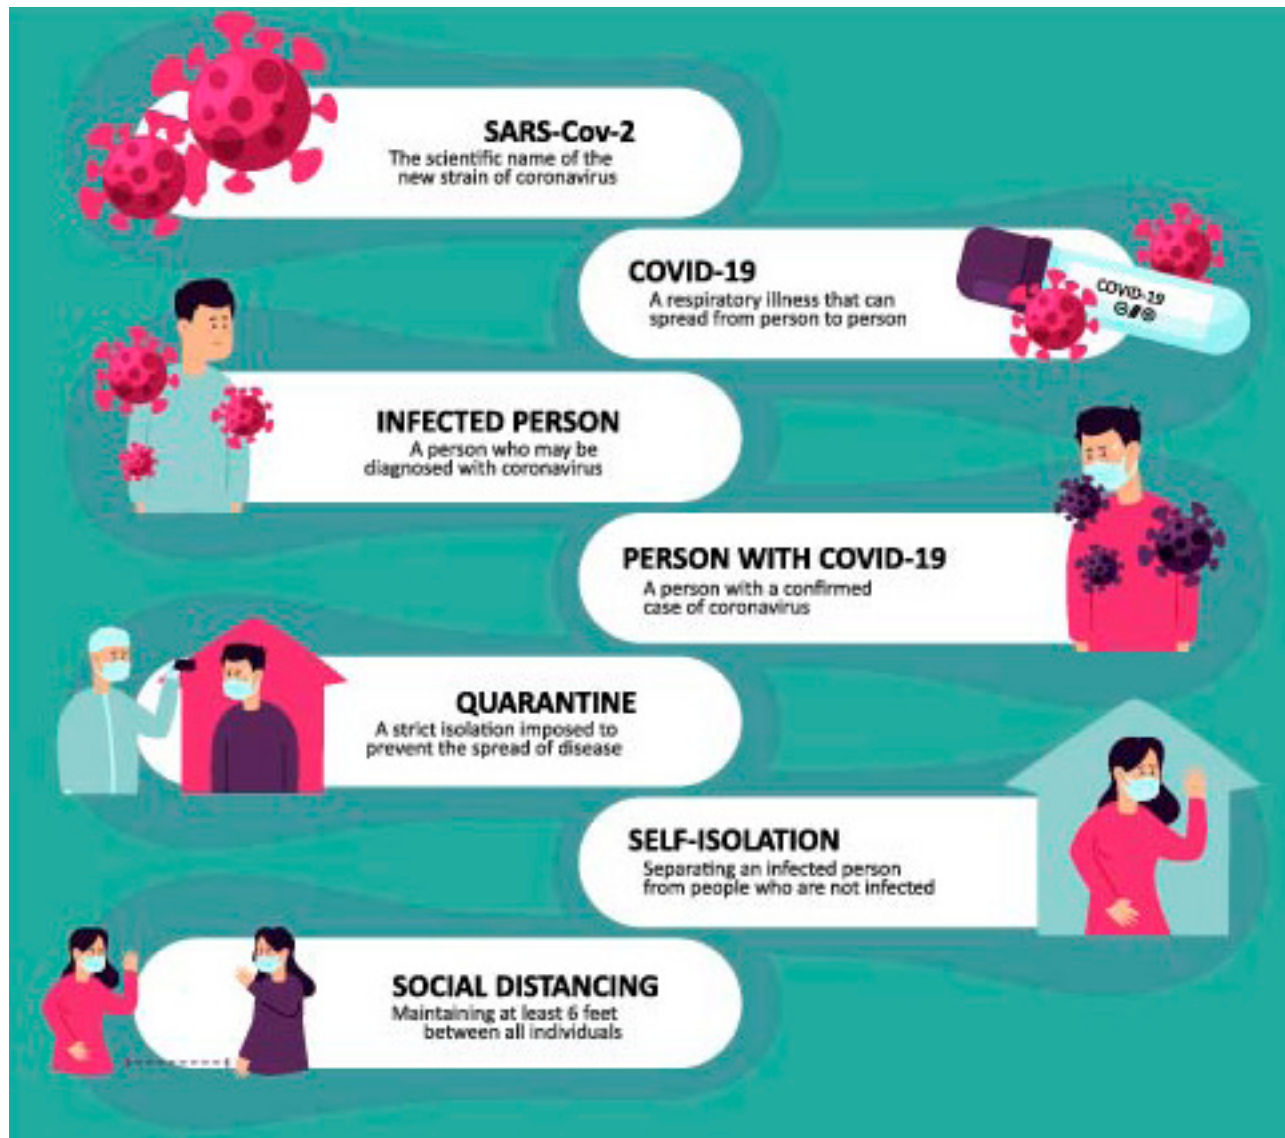 SARS-Cov-2
The scientific name of the
new strain of coronavirus
COVID-19
A respiratory illness that can
spread from person to person
COVID-19
INFECTED PERSON
A person who may be
diagnosed with coronavirus
PERSON WITH COVID-19
A person with a confirmed
case of coronavirus
QUARANTINE
A strict isolation imposed to
prevent the spread of disease
SELF-ISOLATION
Separating an infected person
from people who are not infected
SOCIAL DISTANCING
Maintaining at least 6 feet
between all individuals